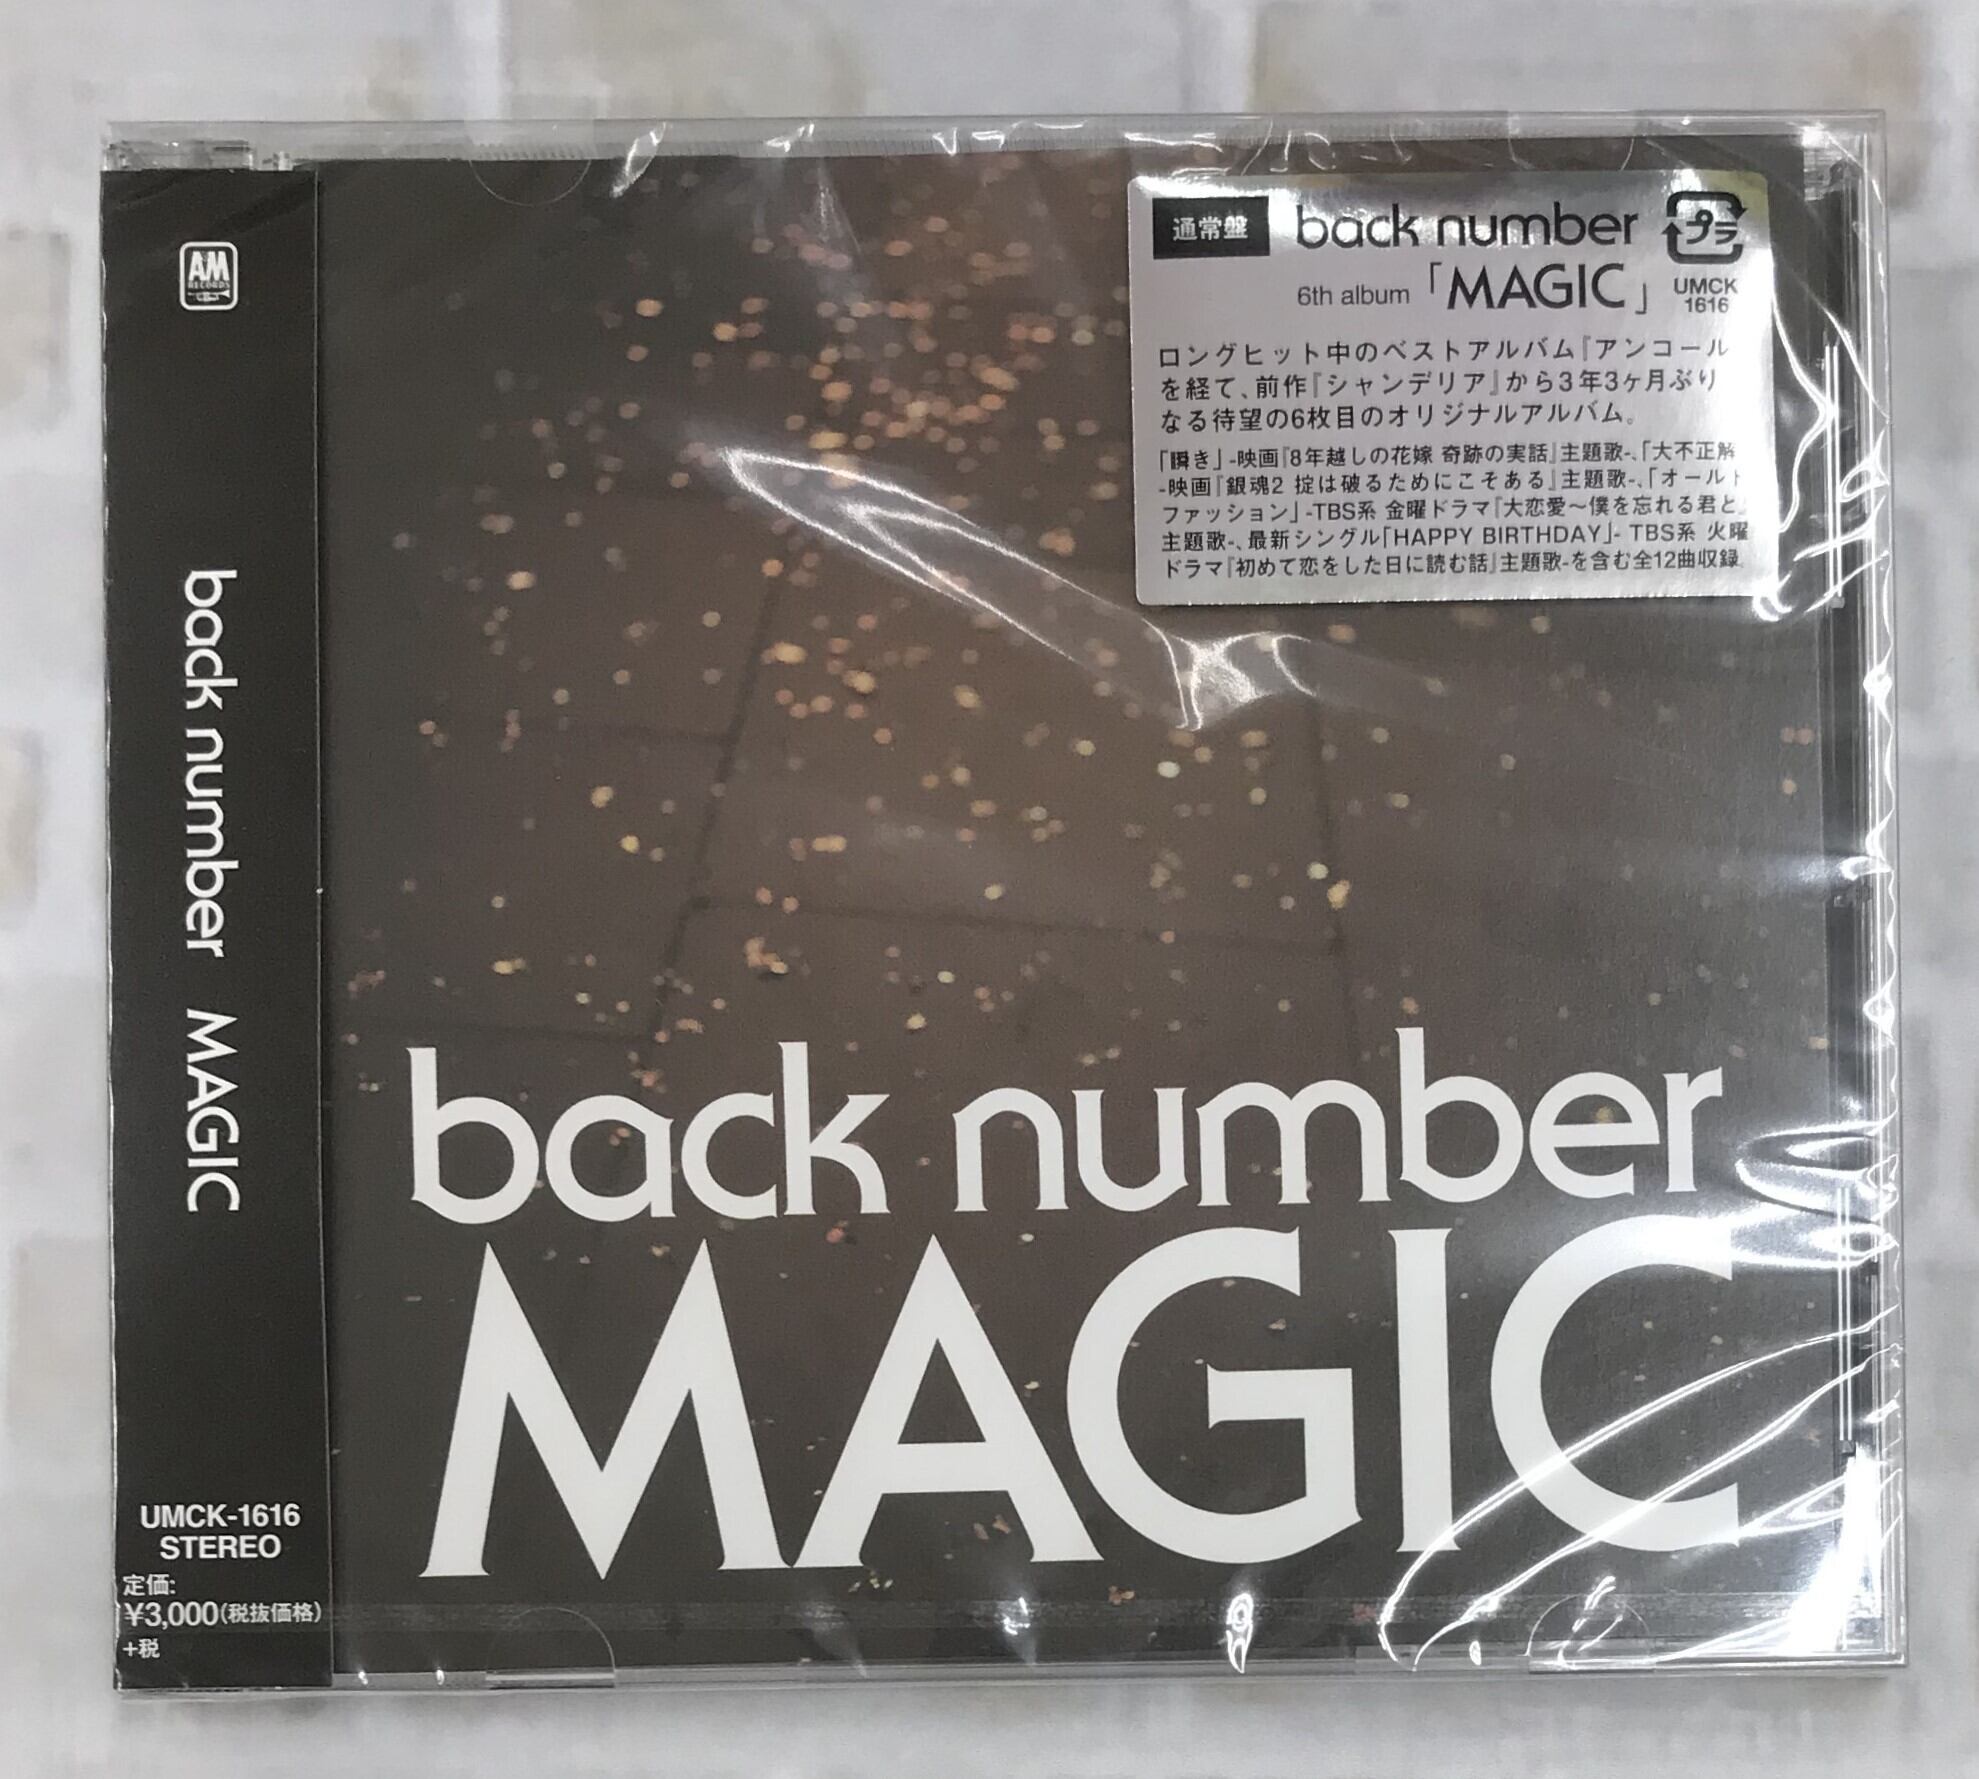 AM
RECORDS
back number MAGIC
UMCK-1616
STEREO
定価:
¥3,000(税抜価格)
+税
通常盤 back number プラ
6th album「MAGIC」
UMCK
1616
ロングヒット中のベストアルバム『アンコール
を経て、前作『シャンデリア』から3年3ヶ月ぶり
なる待望の6枚目のオリジナルアルバム。
「瞬き」-映画『8年越しの花嫁 奇跡の実話』主題歌-、「大不正解
-映画『銀魂2 掟は破るためにこそある』主題歌-、「オールド
ファッション」-TBS系 金曜ドラマ『大恋愛〜僕を忘れる君と』
主題歌-、最新シングル「HAPPY BIRTHDAY」- TBS系 火曜
ドラマ『初めて恋をした日に読む話』主題歌-を含む全12曲収録
back number
MAGIC